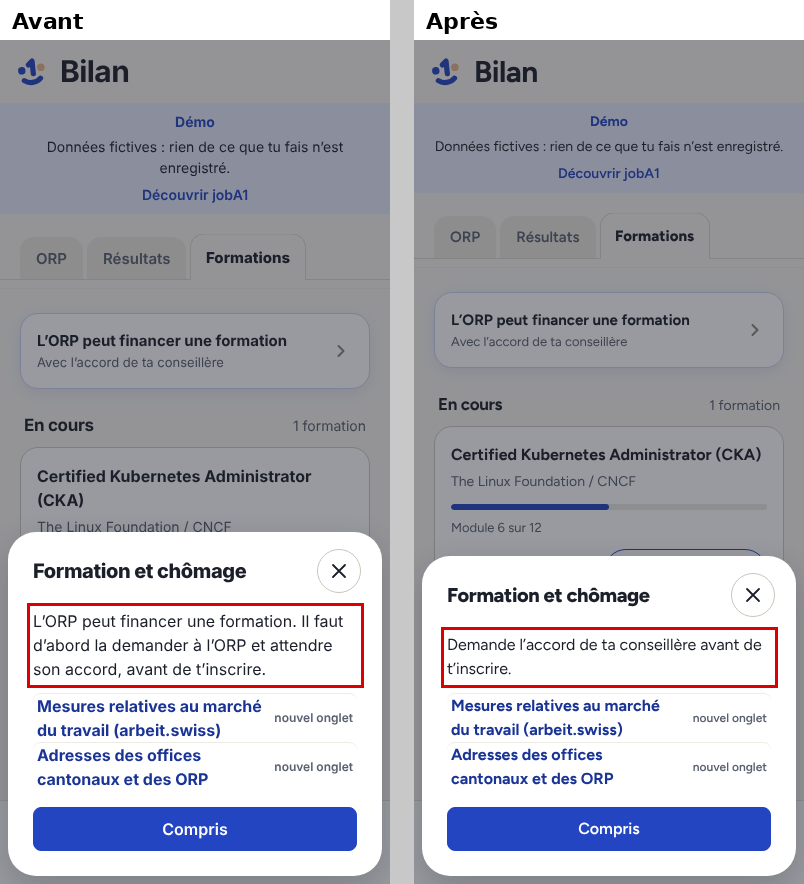 Avant
Bilan
Démo
Données fictives : rien de ce que tu fais n’est
enregistré.
Découvrir jobA1
ORP
Résultats
Formations
L’ORP peut financer une formation
Avec l’accord de ta conseillère
En cours
1 formation
Certified Kubernetes Administrator
(CKA)
The Linux Foundation / CNCF
Formation et chômage
L’ORP peut financer une formation. Il faut
d’abord la demander à l’ORP et attendre
son accord, avant de t’inscrire.
Mesures relatives au marché
du travail (arbeit.swiss)
nouvel onglet
Adresses des offices
cantonaux et des ORP
nouvel onglet
Compris
Après
Bilan
Démo
Données fictives : rien de ce que tu fais n’est enregistré.
Découvrir jobA1
ORP
Résultats
Formations
L’ORP peut financer une formation
Avec l’accord de ta conseillère
En cours
1 formation
Certified Kubernetes Administrator (CKA)
The Linux Foundation / CNCF
Module 6 sur 12
Formation et chômage
Demande l’accord de ta conseillère avant de
t’inscrire.
Mesures relatives au marché
du travail (arbeit.swiss)
nouvel onglet
Adresses des offices
cantonaux et des ORP
nouvel onglet
Compris